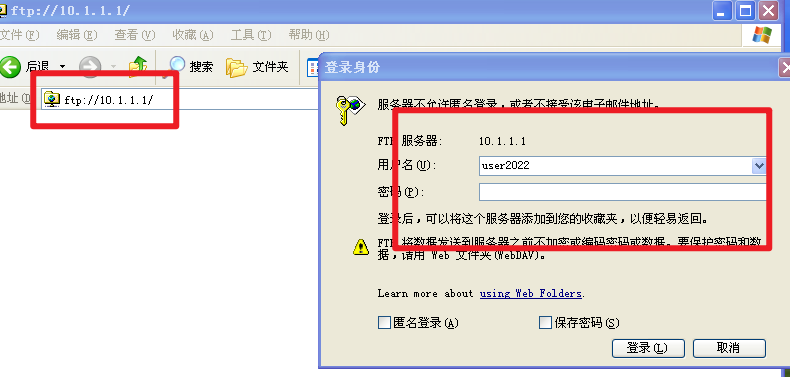 ftp://10.1.1.1/
文件(F) 编辑(E) 查看(V) 收藏(A) 工具(T) 帮助(H)
后退 搜索 文件夹
地址(D) ftp://10.1.1.1/
登录身份
服务器不允许匿名登录，或者不接受该电子邮件地址。
FTP 服务器: 10.1.1.1
用户名(U): user2022
密码(P):
登录后，可以将这个服务器添加到您的收藏夹，以便轻易返回。
FTP 将数据发送到服务器之前不加密或编码密码或数据。要保护密码和数
据，请用 Web 文件夹(WebDAV)。
Learn more about using Web Folders.
匿名登录(A) 保存密码(S)
登录(L) 取消